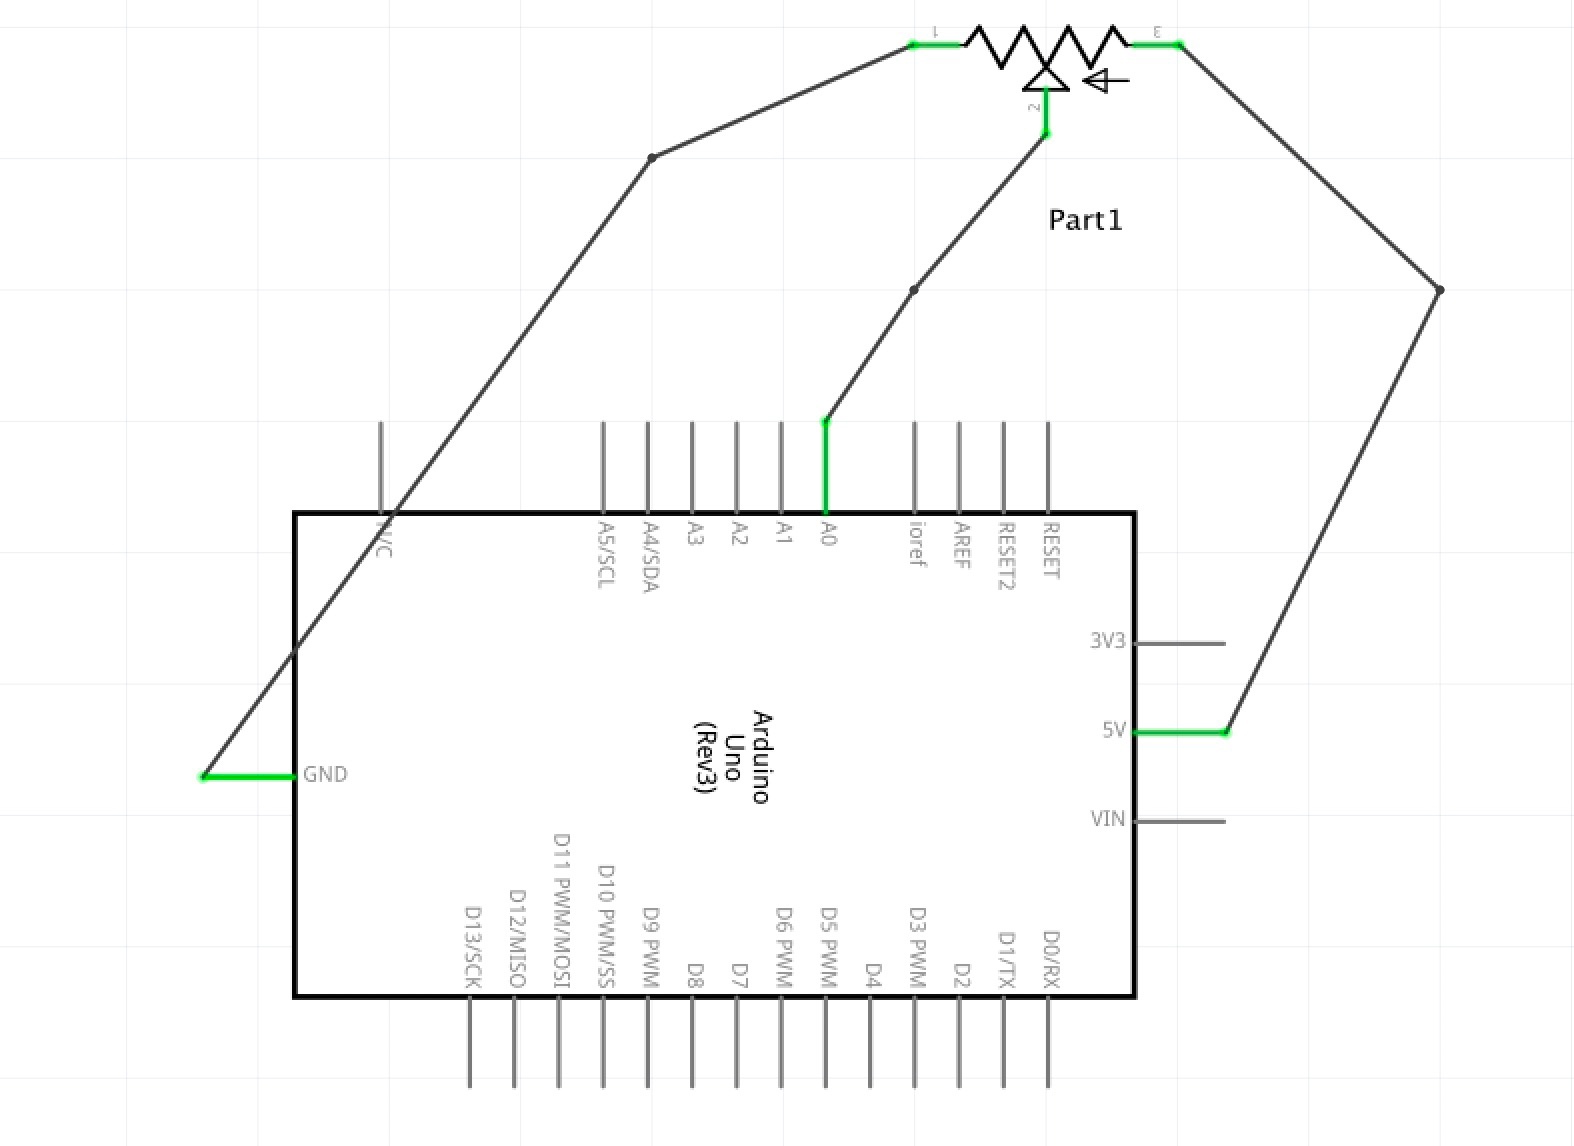 1
3
2
Part1
N/C
A5/SCL
A4/SDA
A3
A2
A1
A0
ioref
AREF
RESET2
RESET
3V3
5V
VIN
GND
Arduino
Uno
(Rev3)
D13/SCK
D12/MISO
D11 PWM/MOSI
D10 PWM/SS
D9 PWM
D8
D7
D6 PWM
D5 PWM
D4
D3 PWM
D2
D1/TX
D0/RX